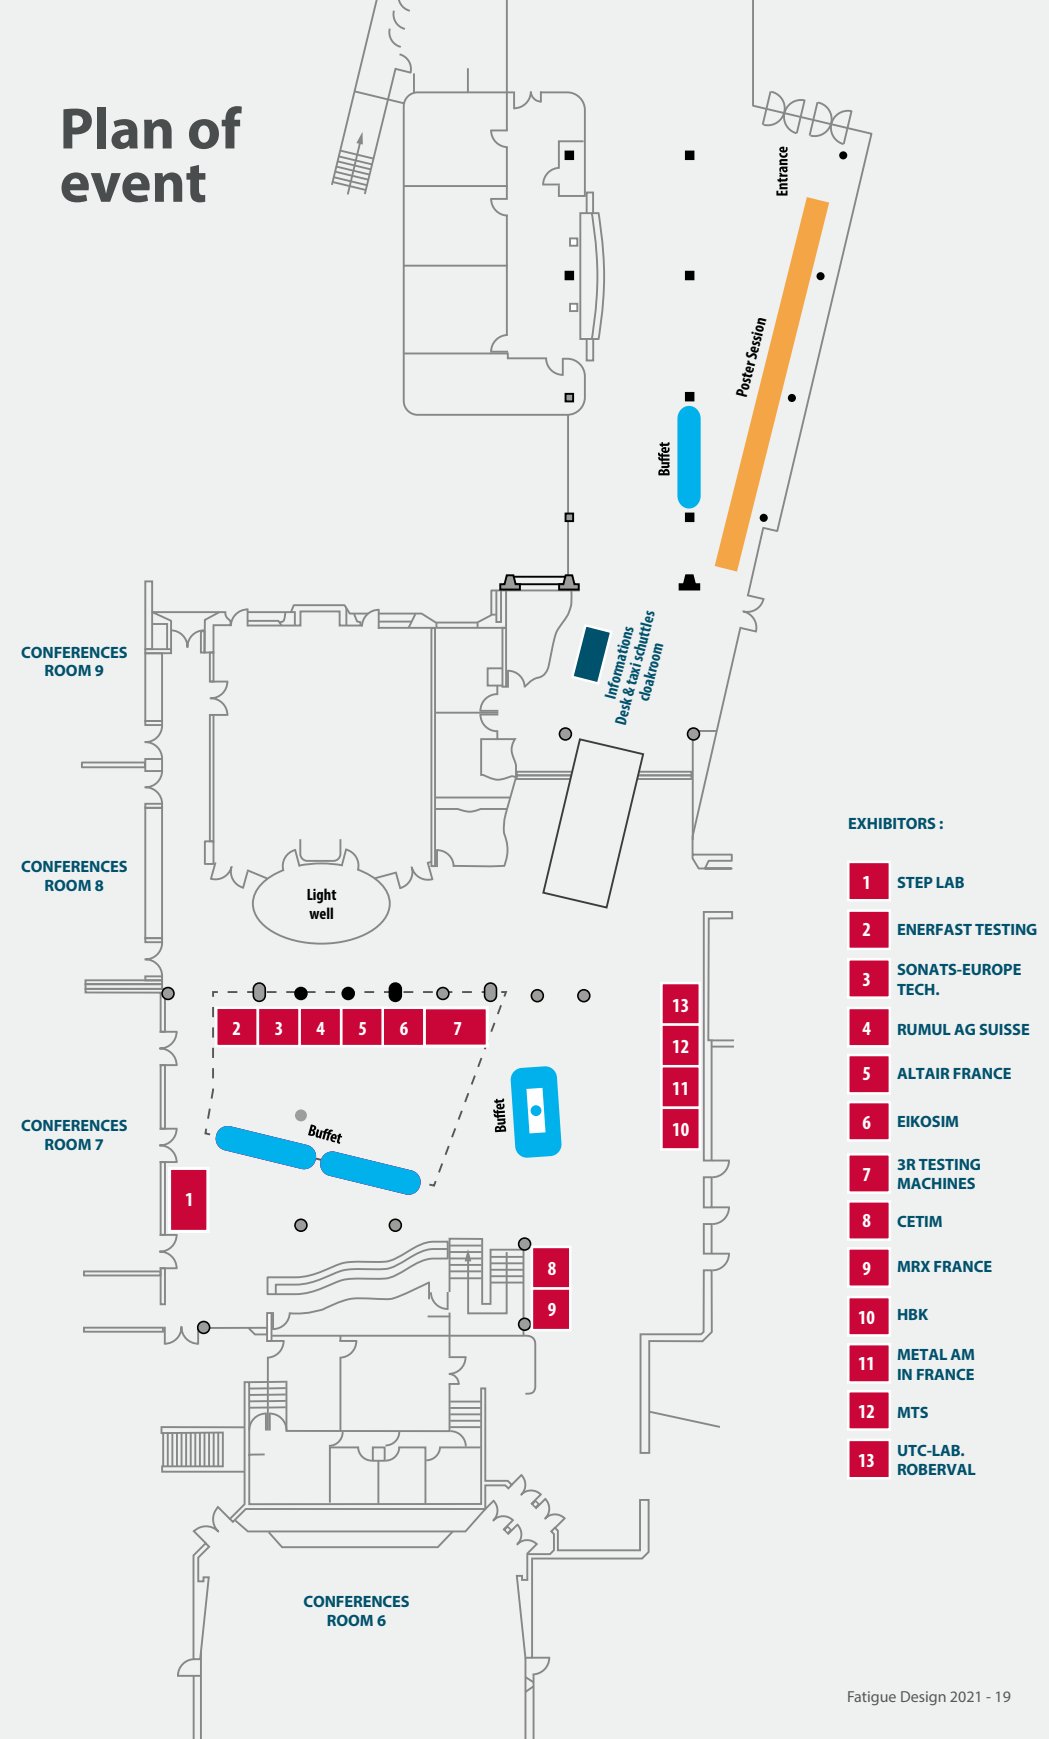 Plan of
event
Entrance
Poster Session
Buffet
Informations
Desk & taxi schuttles
cloakroom
CONFERENCES
ROOM 9
CONFERENCES
ROOM 8
Light
well
EXHIBITORS :
1 STEP LAB
2 ENERFAST TESTING
3 SONATS-EUROPE
TECH.
4 RUMUL AG SUISSE
5 ALTAIR FRANCE
6 EIKOSIM
7 3R TESTING
MACHINES
8 CETIM
9 MRX FRANCE
10 HBK
11 METAL AM
IN FRANCE
12 MTS
13 UTC-LAB.
ROBERVAL
2 3 4 5 6 7
13
12
11
10
Buffet
Buffet
CONFERENCES
ROOM 7
1
8
9
CONFERENCES
ROOM 6
Fatigue Design 2021 - 19